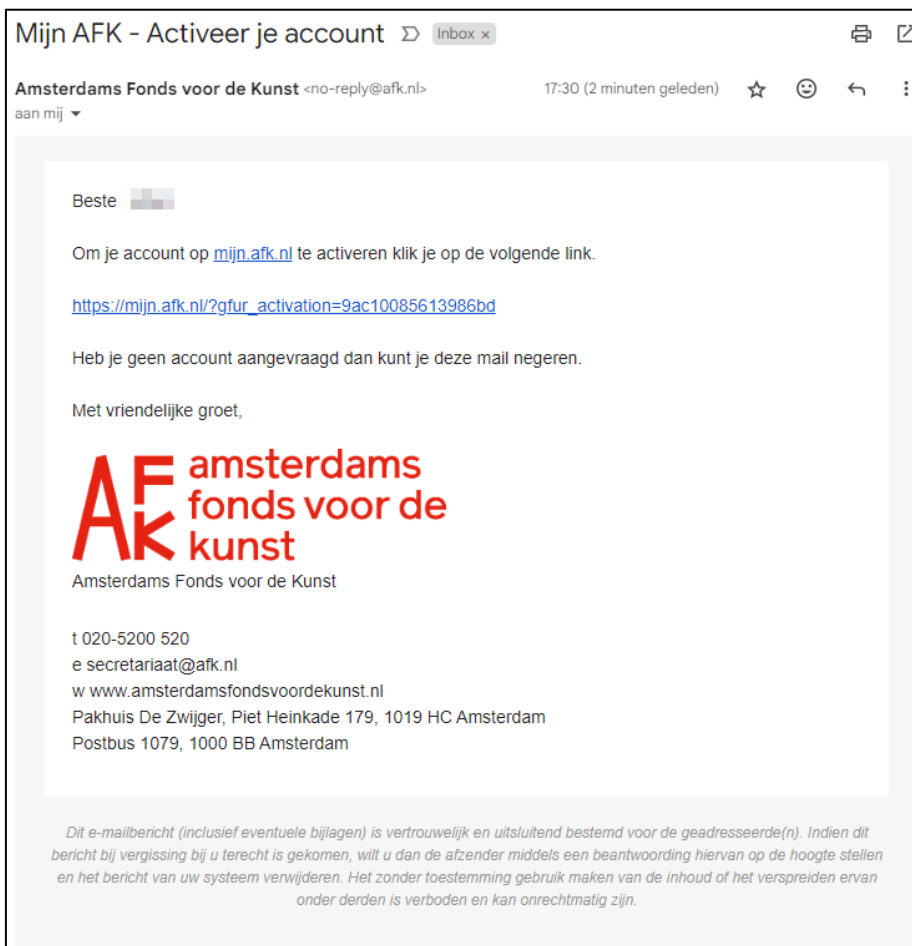 Mijn AFK - Activeer je account Inbox ×
Amsterdams Fonds voor de Kunst <no-reply@afk.nl> 17:30 (2 minuten geleden)
aan mij
Beste
Om je account op mijn.afk.nl te activeren klik je op de volgende link.
https://mijn.afk.nl/?gfur_activation=9ac10085613986bd
Heb je geen account aangevraagd dan kunt je deze mail negeren.
Met vriendelijke groet,
AFK
amsterdams
fonds voor de
kunst
Amsterdams Fonds voor de Kunst
t 020-5200 520
e secretariaat@afk.nl
w www.amsterdamsfondsvoordekunst.nl
Pakhuis De Zwijger, Piet Heinkade 179, 1019 HC Amsterdam
Postbus 1079, 1000 BB Amsterdam
Dit e-mailbericht (inclusief eventuele bijlagen) is vertrouwelijk en uitsluitend bestemd voor de geadresseerde(n). Indien dit
bericht bij vergissing bij u terecht is gekomen, wilt u dan de afzender middels een beantwoording hiervan op de hoogte stellen
en het bericht van uw systeem verwijderen. Het zonder toestemming gebruik maken van de inhoud of het verspreiden ervan
onder derden is verboden en kan onrechtmatig zijn.